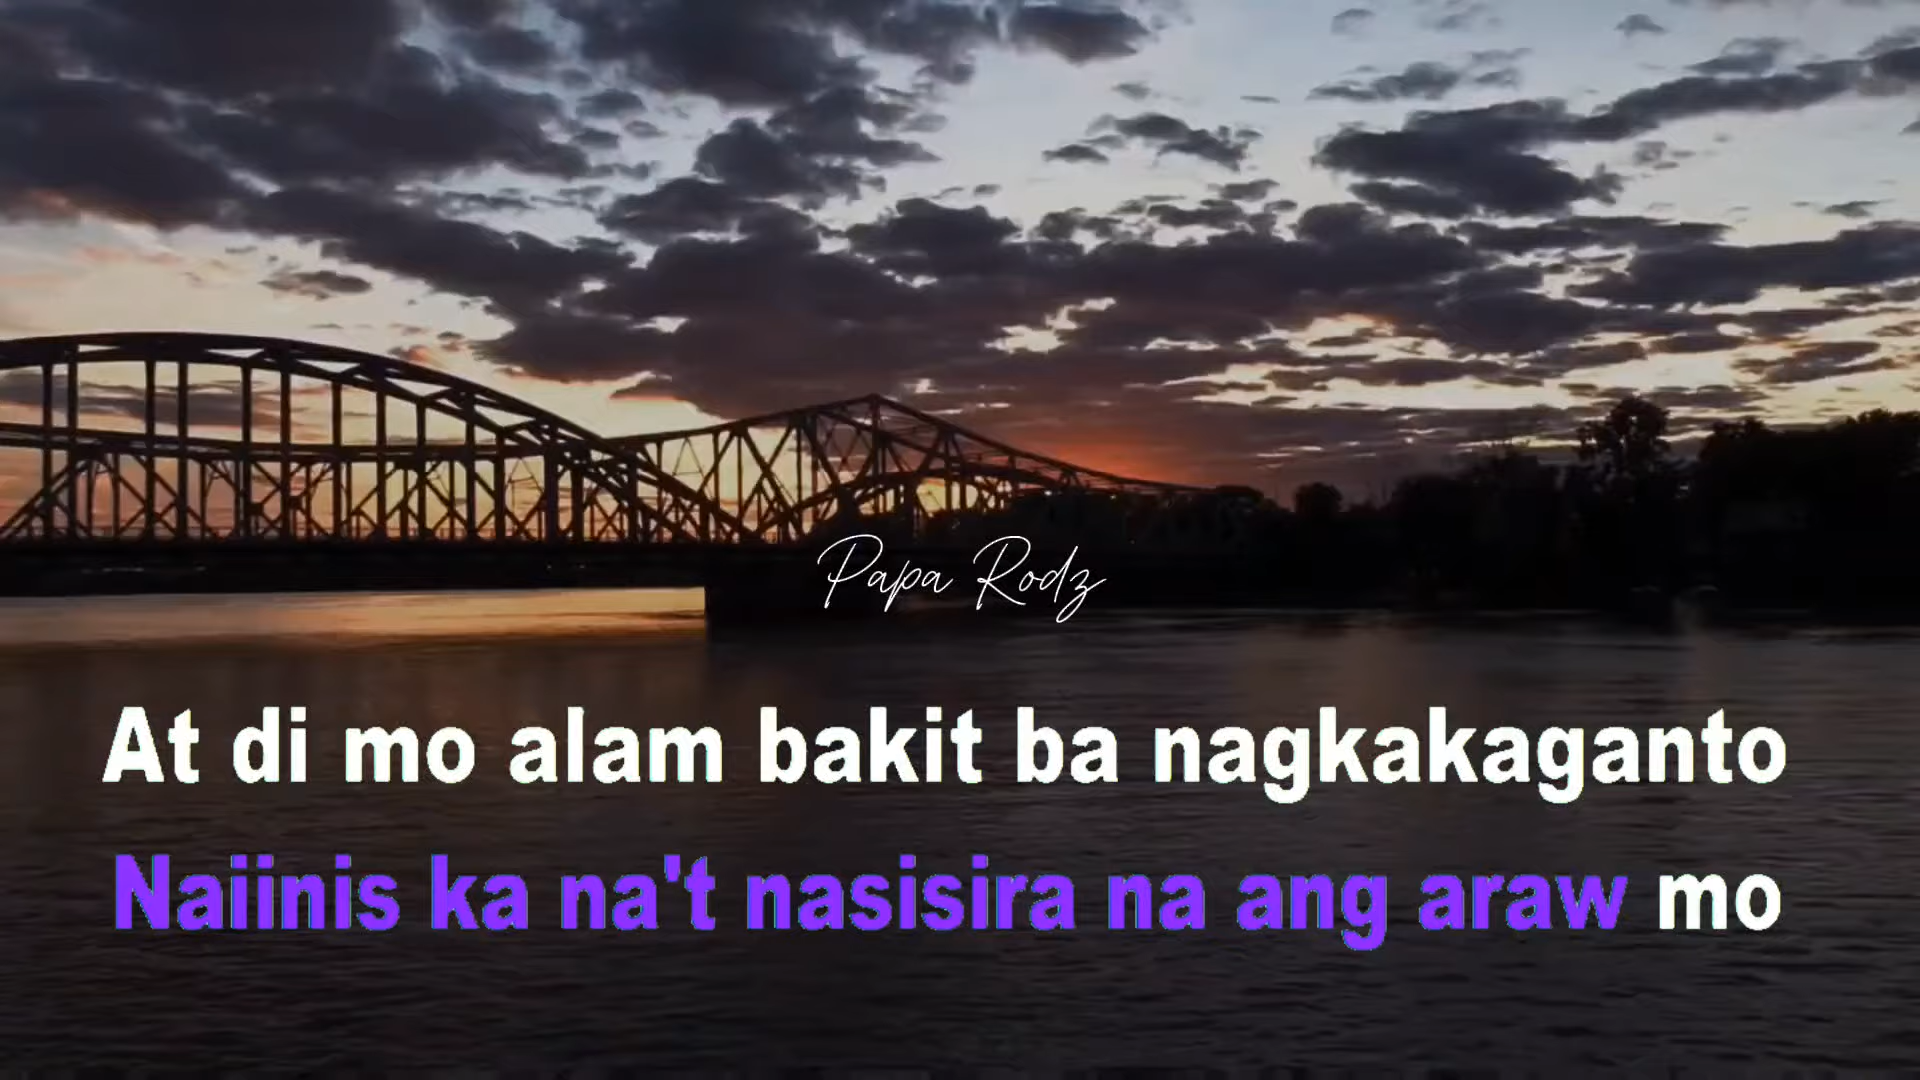 Papa Rodz
At di mo alam bakit ba nagkakaganto
Naiinis ka na't nasisira na ang araw mo